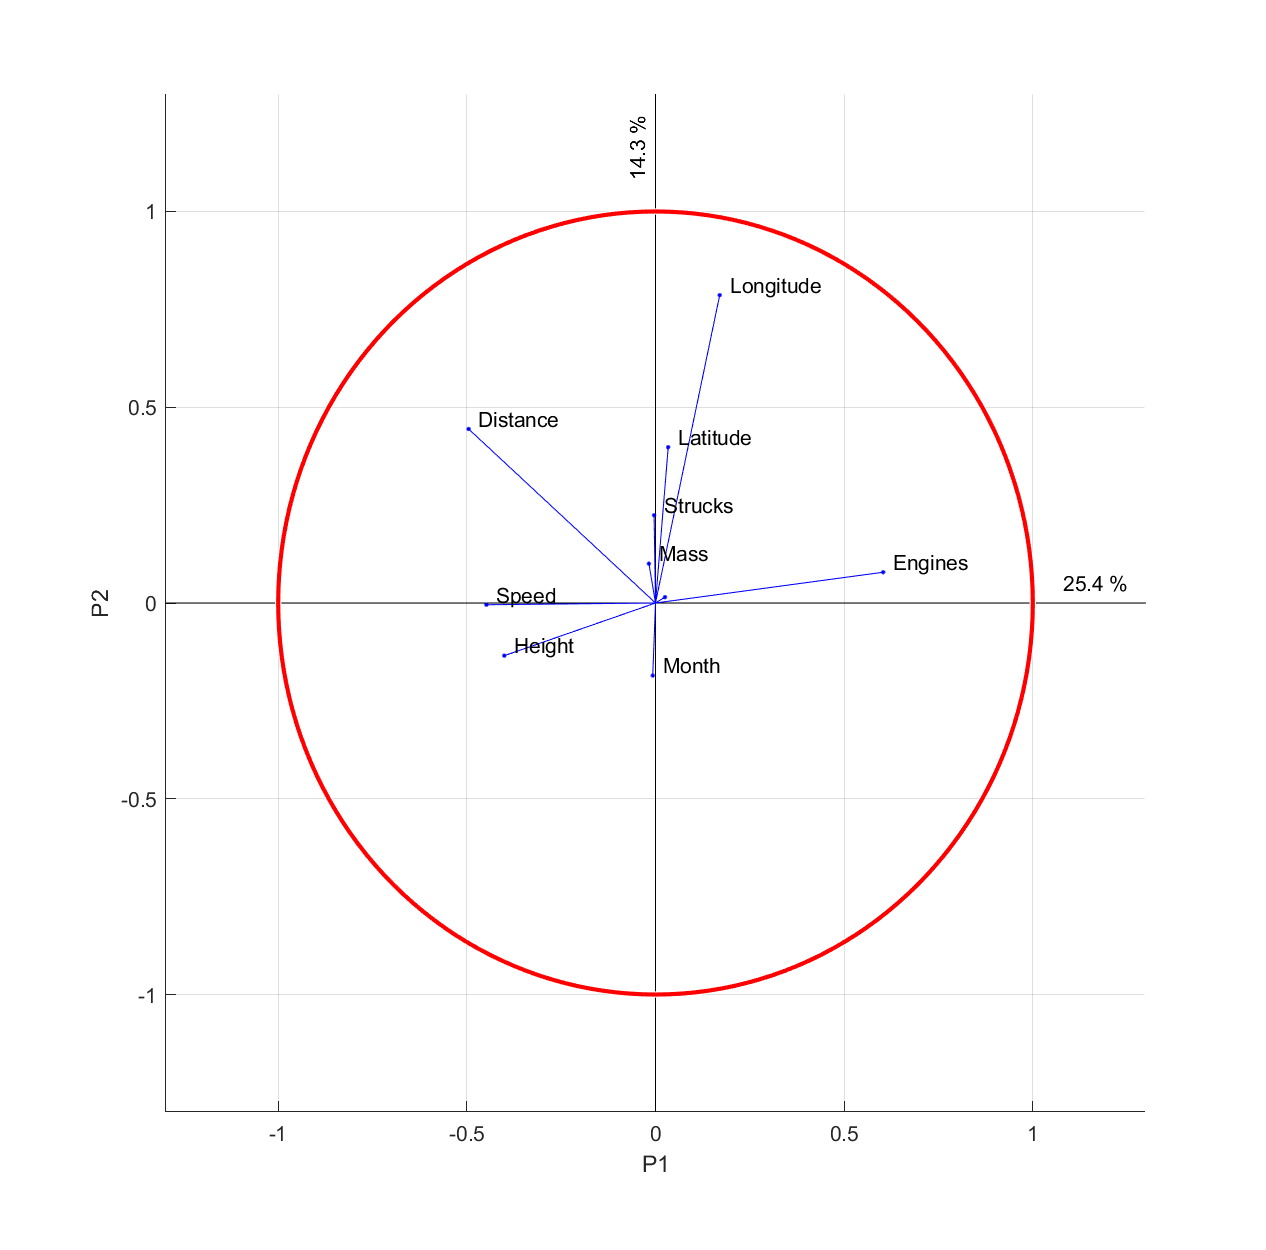 14.3 %
1
Longitude
0.5
Distance
Latitude
Strucks
Mass
Engines
25.4 %
P2
0
Speed
Height
Month
-0.5
-1
-1
-0.5
0
0.5
1
P1